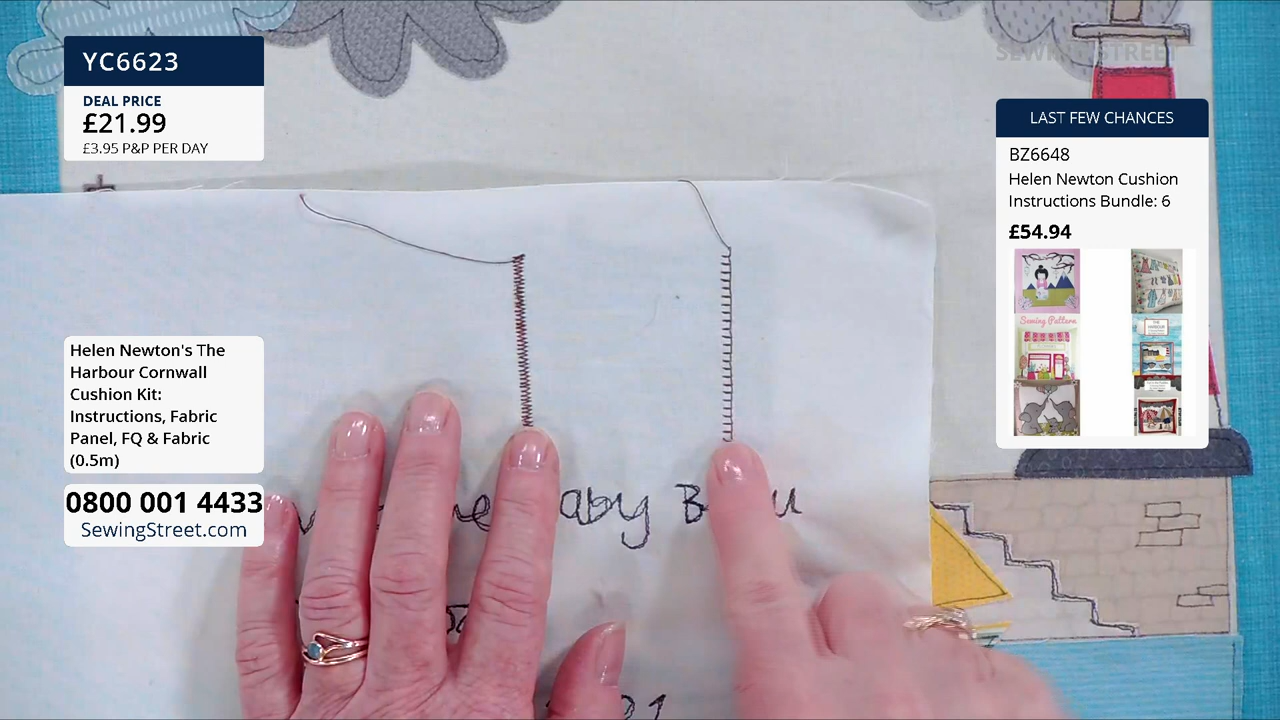 YC6623
DEAL PRICE
£21.99
£3.95 P&P PER DAY
SEWINGSTREET
LAST FEW CHANCES
BZ6648
Helen Newton Cushion
Instructions Bundle: 6
£54.94
Sewing Pattern
Helen Newton's The
Harbour Cornwall
Cushion Kit:
Instructions, Fabric
Panel, FQ & Fabric
(0.5m)
0800 001 4433
SewingStreet.com